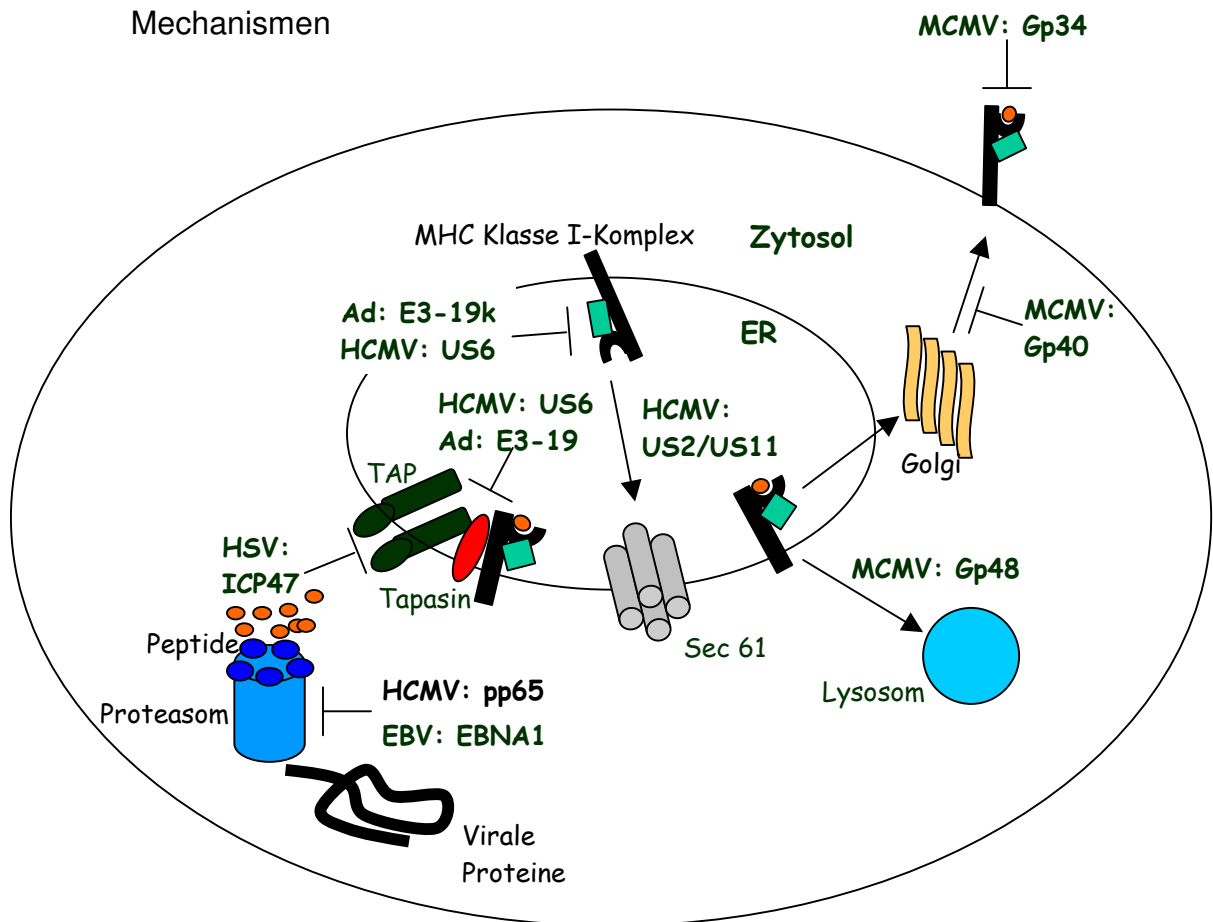 Mechanismen
MCMV: Gp34
MHC Klasse I-Komplex
Zytosol
Ad: E3-19k
HCMV: US6
ER
MCMV:
Gp40
HCMV: US6
Ad: E3-19
HCMV:
US2/US11
Golgi
TAP
HSV:
ICP47
Tapasin
MCMV: Gp48
Peptide
Sec 61
Lysosom
Proteasom
HCMV: pp65
EBV: EBNA1
Virale
Proteine